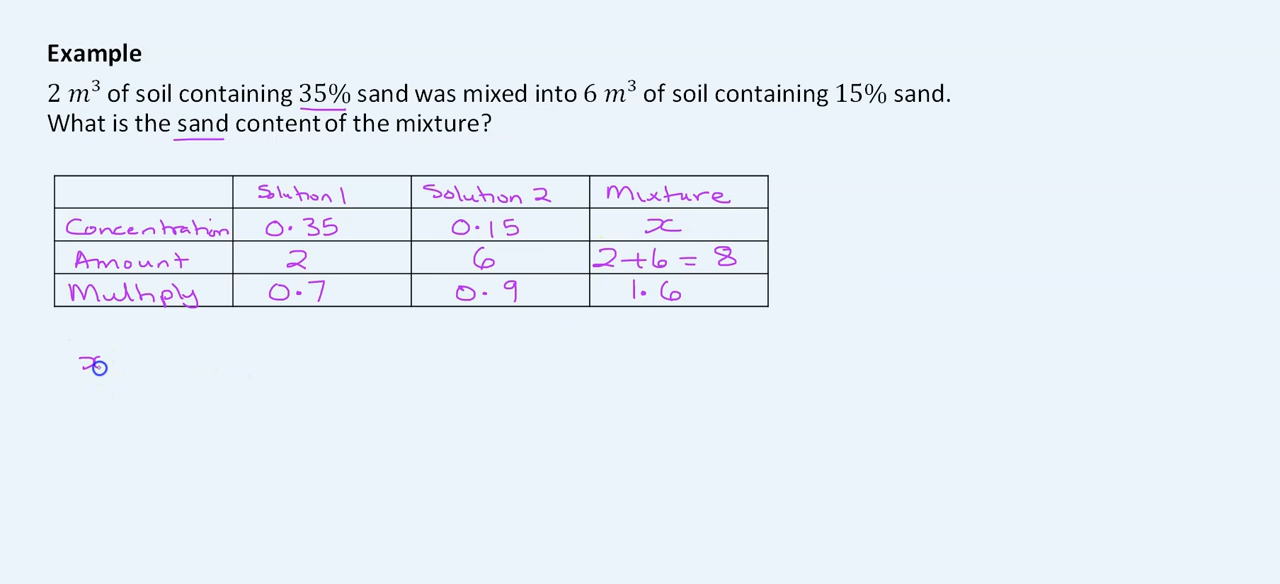 Example
2 m³ of soil containing 35% sand was mixed into 6 m³ of soil containing 15% sand.
What is the sand content of the mixture?
Solution 1 Solution 2 Mixture
Concentration 0.35 0.15 x
Amount 2 6 2+6 = 8
Multiply 0.7 0.9 1.6
x